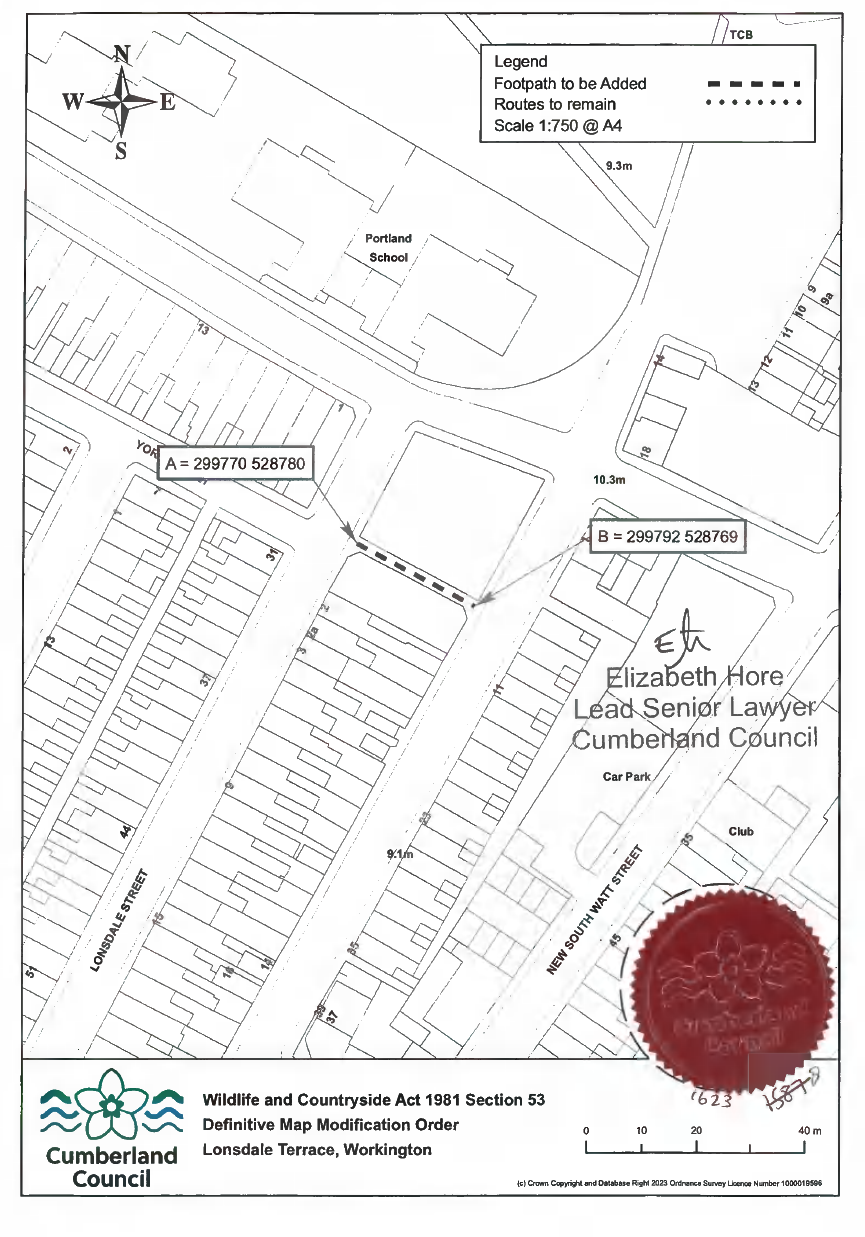 TCB
N
W E
S
Legend
Footpath to be Added
Routes to remain
Scale 1:750 @ A4
9.3m
Portland
School
9
9a
10
11
12
13
13
14
18
1
2
YOR
A = 299770 528780
10.3m
B = 299792 528769
1
31
2
2a
3
13
37
11
Elizabeth Hore
Lead Senior Lawyer
Cumberland Council
Car Park
9
23
44
9.1m
35
Club
LONSDALE STREET
NEW SOUTH WATT STREET
15
45
51
35
37
Cumberland
Council
Wildlife and Countryside Act 1981 Section 53
Definitive Map Modification Order
Lonsdale Terrace, Workington
1623
0 10 20 40 m
(c) Crown Copyright and Database Right 2023 Ordnance Survey Licence Number 1000019596